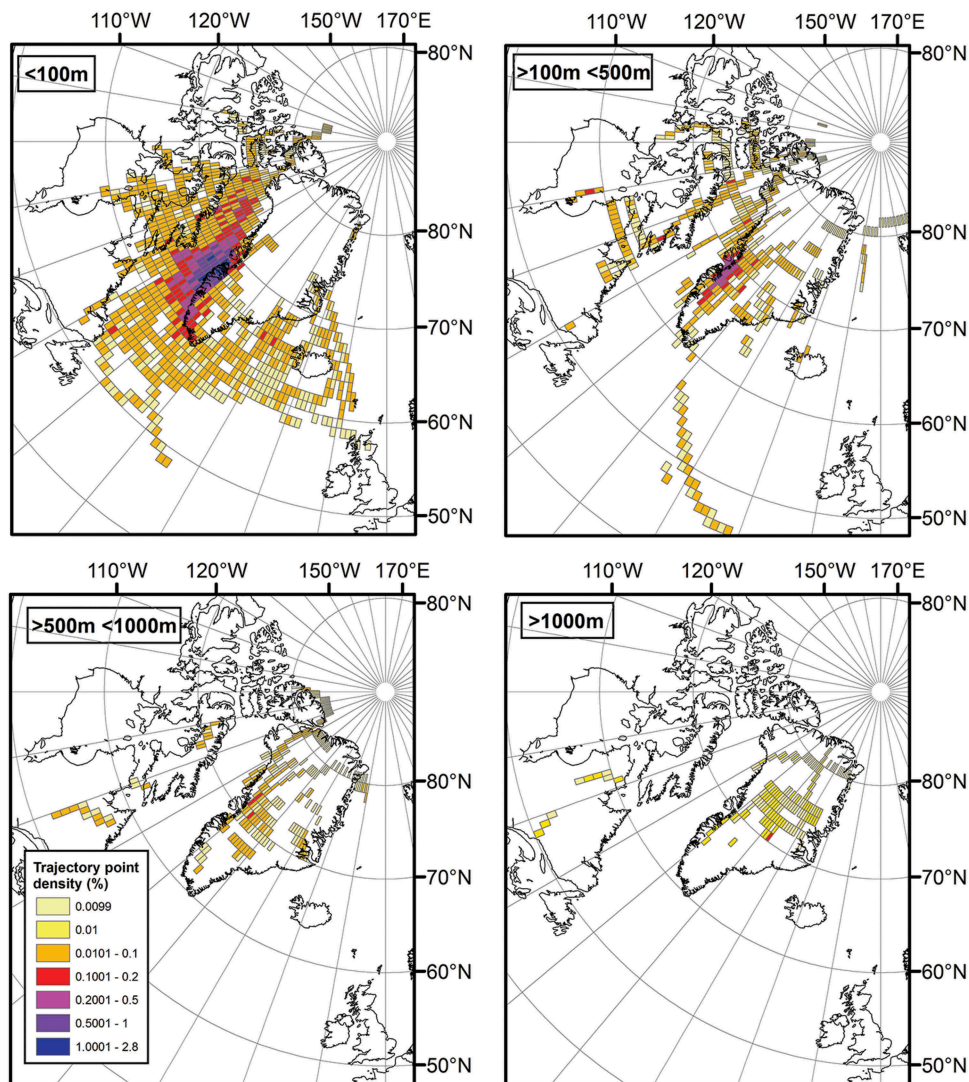 110°W 120°W 150°W 170°E
110°W 120°W 150°W 170°E
<100m
>100m <500m
80°N
80°N
80°N
80°N
70°N
70°N
60°N
60°N
50°N
50°N
110°W 120°W 150°W 170°E
110°W 120°W 150°W 170°E
>500m <1000m
>1000m
80°N
80°N
80°N
80°N
70°N
70°N
60°N
60°N
50°N
50°N
Trajectory point
density (%)
0.0099
0.01
0.0101 - 0.1
0.1001 - 0.2
0.2001 - 0.5
0.5001 - 1
1.0001 - 2.8